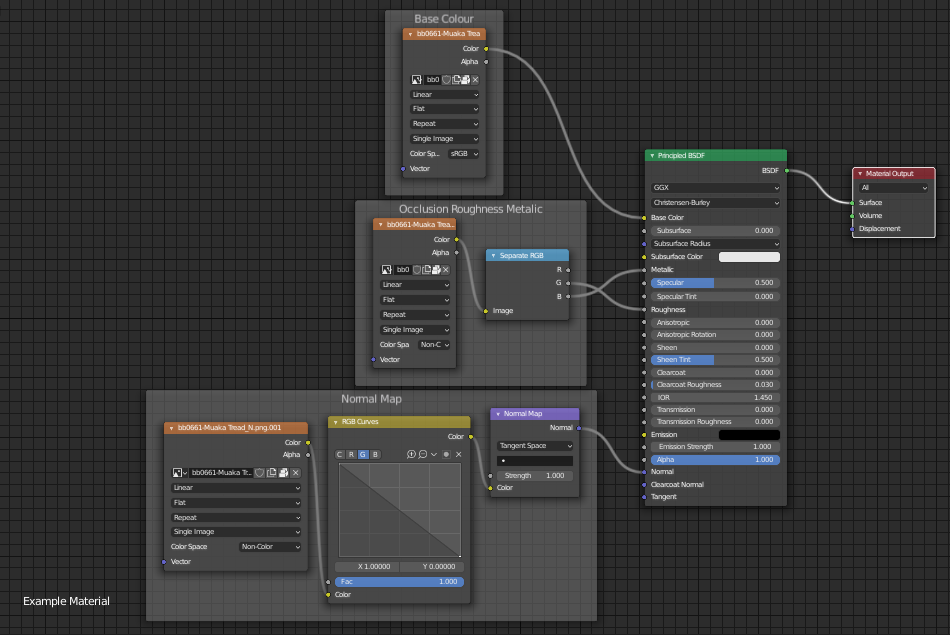 Base Colour
bb0661-Muaka Trea
Color
Alpha
bb0
Linear
Flat
Repeat
Single Image
Color Sp... sRGB
Vector
Occlusion Roughness Metalic
bb0661-Muaka Trea...
Color
Alpha
bb0
Linear
Flat
Repeat
Single Image
Color Spa Non-C
Vector
Separate RGB
R
G
B
Image
Normal Map
bb0661-Muaka Tread_N.png.001
Color
Alpha
bb0661-Muaka Tr...
Linear
Flat
Repeat
Single Image
Color Space Non-Color
Vector
RGB Curves
Color
C R G B
X 1.00000 Y 0.00000
Fac 1.000
Color
Normal Map
Normal
Tangent Space
Strength 1.000
Color
Principled BSDF
BSDF
GGX
Christensen-Burley
Base Color
Subsurface 0.000
Subsurface Radius
Subsurface Color
Metallic
Specular 0.500
Specular Tint 0.000
Roughness
Anisotropic 0.000
Anisotropic Rotation 0.000
Sheen 0.000
Sheen Tint 0.500
Clearcoat 0.000
Clearcoat Roughness 0.030
IOR 1.450
Transmission 0.000
Transmission Roughness 0.000
Emission
Emission Strength 1.000
Alpha 1.000
Normal
Clearcoat Normal
Tangent
Material Output
All
Surface
Volume
Displacement
Example Material